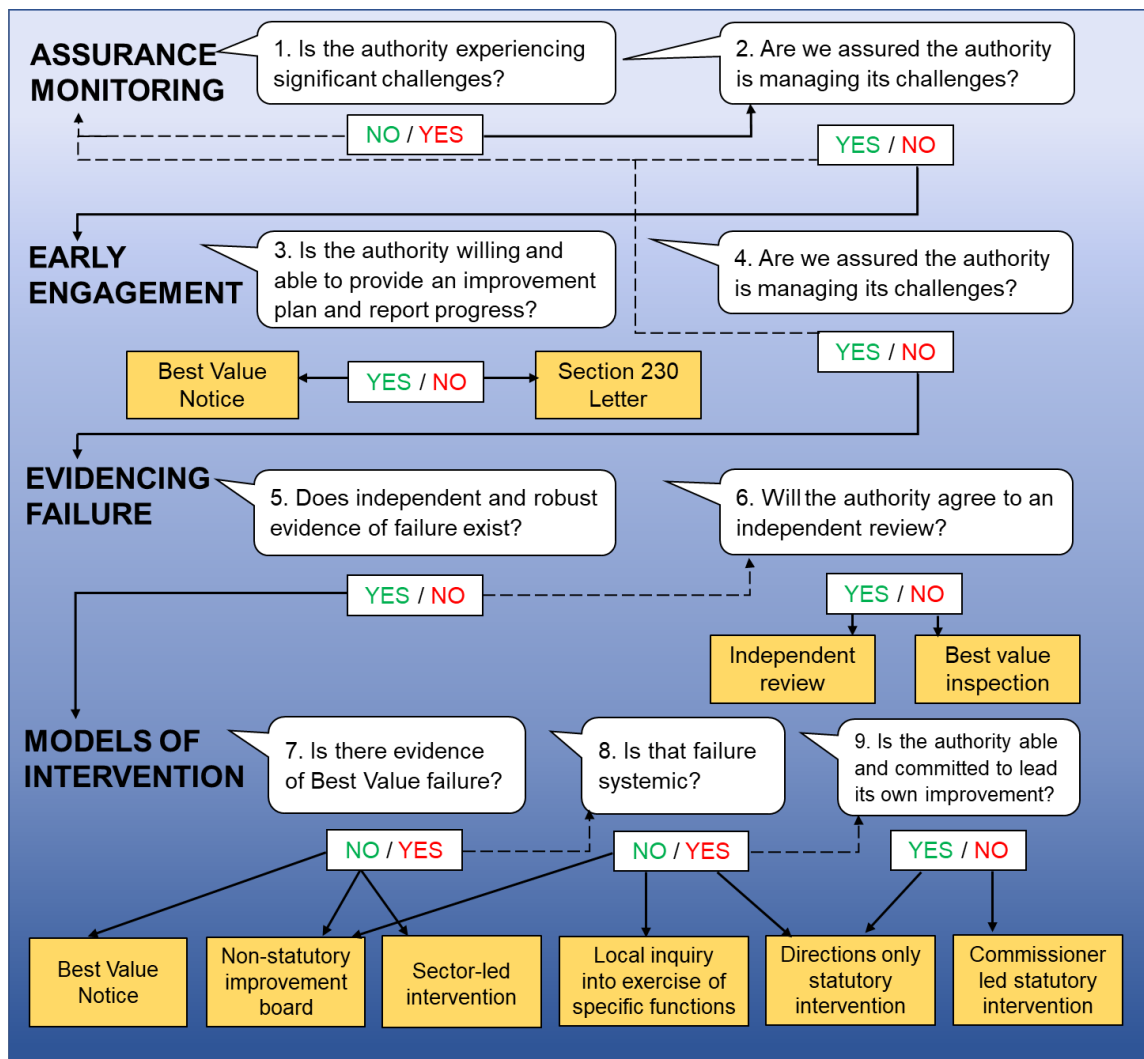 ASSURANCE
MONITORING
1. Is the authority experiencing
significant challenges?
2. Are we assured the authority
is managing its challenges?
NO / YES
YES / NO
EARLY
ENGAGEMENT
3. Is the authority willing and
able to provide an improvement
plan and report progress?
4. Are we assured the authority
is managing its challenges?
YES / NO
Best Value
Notice
YES / NO
Section 230
Letter
EVIDENCING
FAILURE
5. Does independent and robust
evidence of failure exist?
6. Will the authority agree to an
independent review?
YES / NO
YES / NO
Independent
review
Best value
inspection
MODELS OF
INTERVENTION
7. Is there evidence
of Best Value failure?
8. Is that failure
systemic?
9. Is the authority able
and committed to lead
its own improvement?
NO / YES
NO / YES
YES / NO
Best Value
Notice
Non-statutory
improvement
board
Sector-led
intervention
Local inquiry
into exercise of
specific functions
Directions only
statutory
intervention
Commissioner
led statutory
intervention